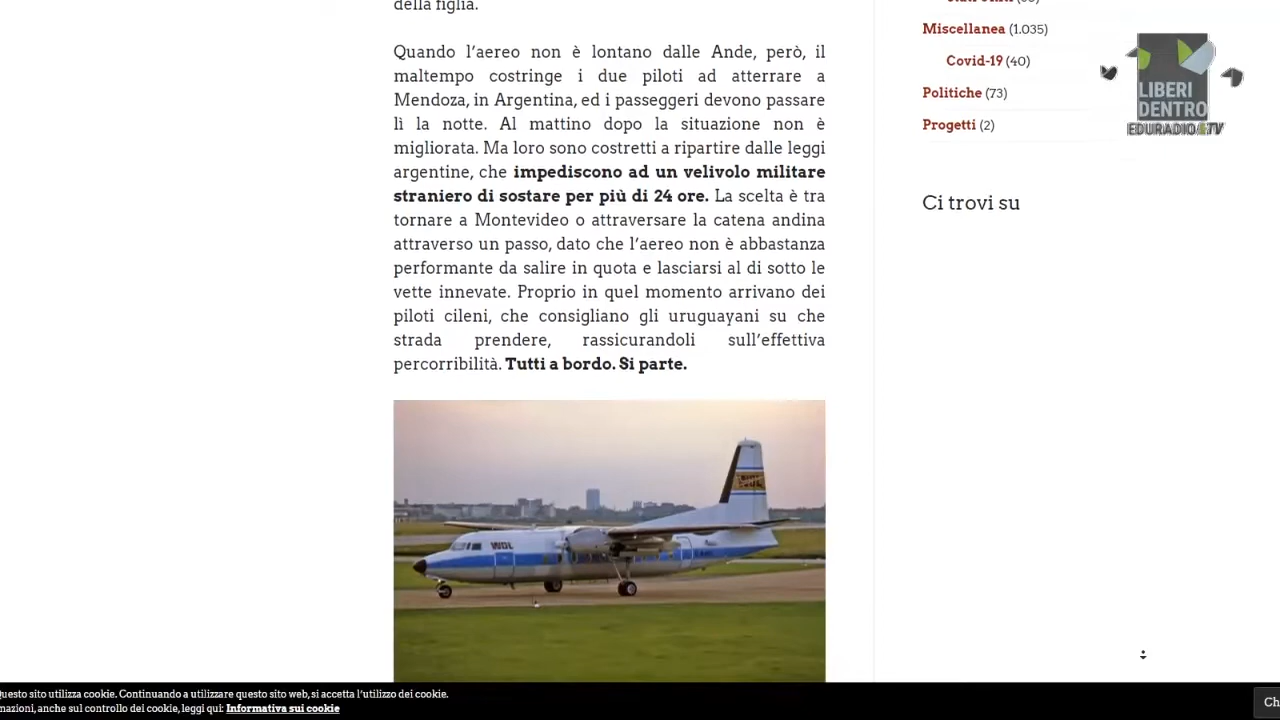 della figlia.
Quando l'aereo non è lontano dalle Ande, però, il
maltempo costringe i due piloti ad atterrare a
Mendoza, in Argentina, ed i passeggeri devono passare
lì la notte. Al mattino dopo la situazione non è
migliorata. Ma loro sono costretti a ripartire dalle leggi
argentine, che impediscono ad un velivolo militare
straniero di sostare per più di 24 ore. La scelta è tra
tornare a Montevideo o attraversare la catena andina
attraverso un passo, dato che l'aereo non è abbastanza
performante da salire in quota e lasciarsi al di sotto le
vette innevate. Proprio in quel momento arrivano dei
piloti cileni, che consigliano gli uruguayani su che
strada prendere, rassicurandoli sull'effettiva
percorribilità. Tutti a bordo. Si parte.
WDL
Miscellanea (1.035)
Covid-19 (40)
Politiche (73)
Progetti (2)
Ci trovi su
LIBERI
DENTRO
EDURADIO&TV
Questo sito utilizza cookie. Continuando a utilizzare questo sito web, si accetta l'utilizzo dei cookie.
mazioni, anche sul controllo dei cookie, leggi qui: Informativa sui cookie
Ch